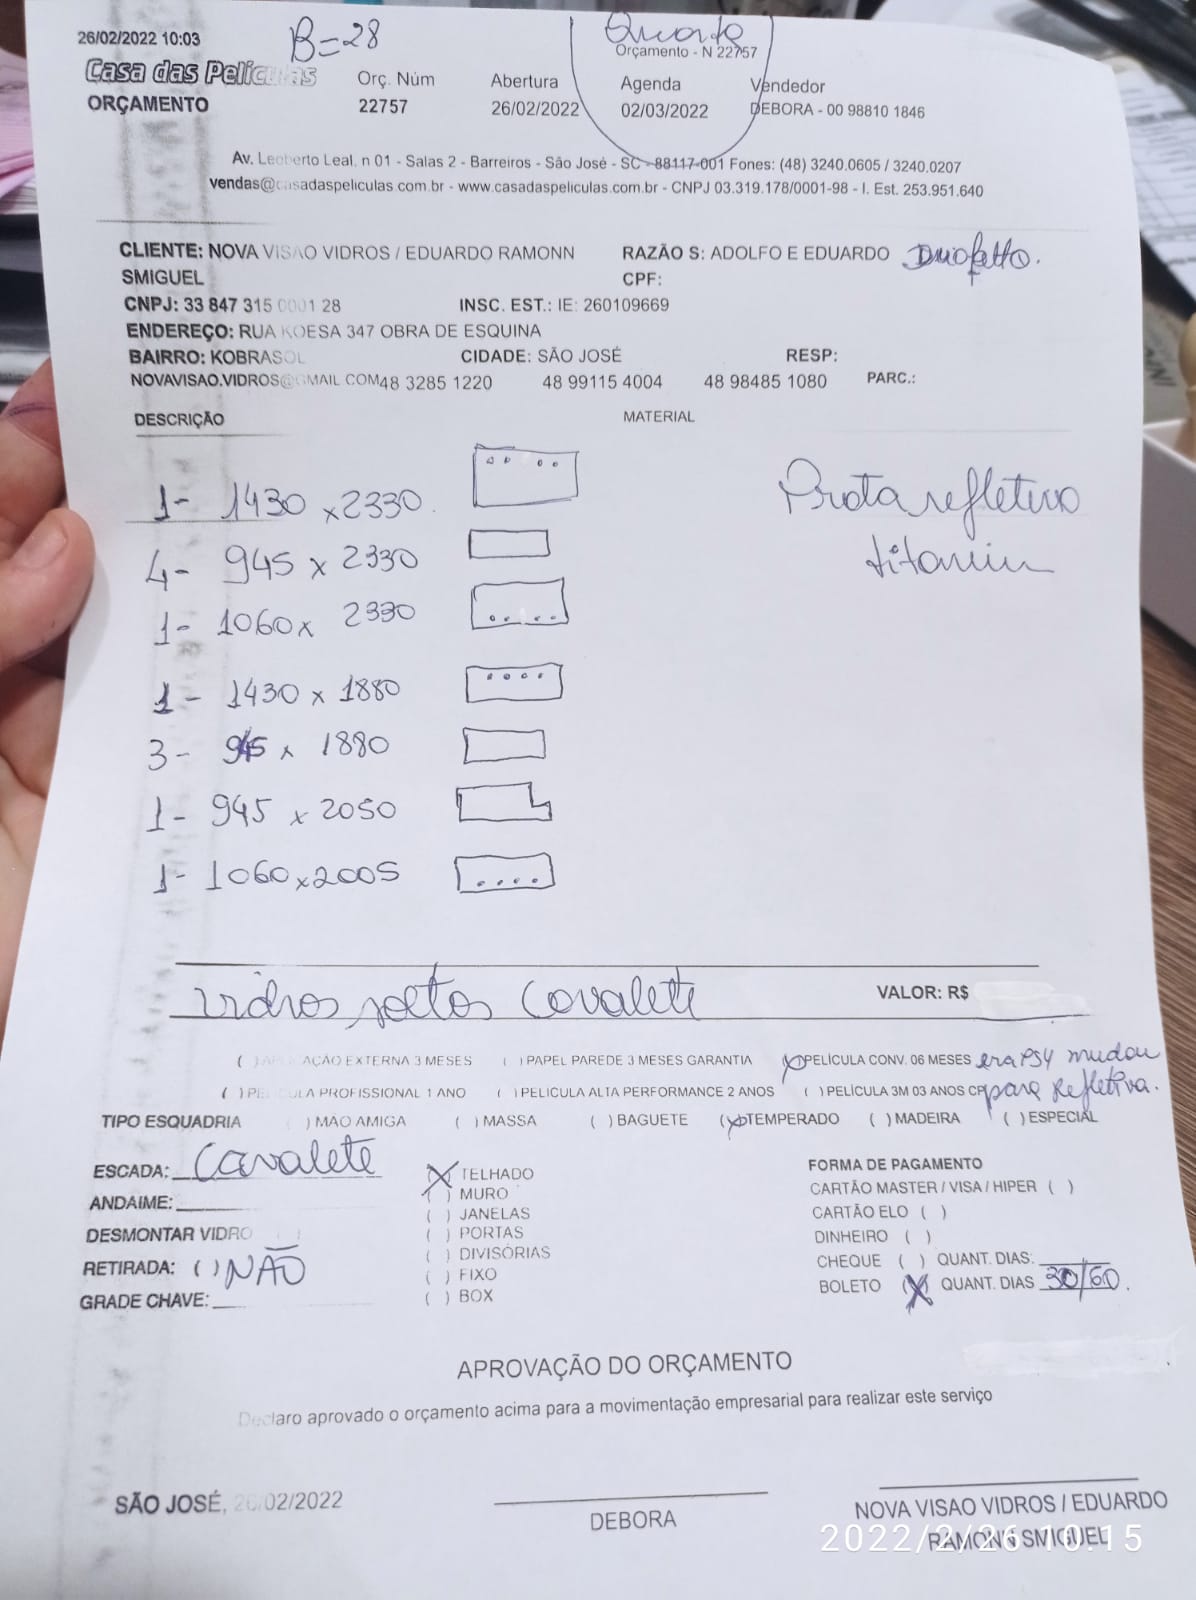 26/02/2022 10:03 B=28 Quarta
Orçamento - N 22757
Casa das Películas Orç. Núm Abertura Agenda Vendedor
ORÇAMENTO 22757 26/02/2022 02/03/2022 DEBORA - 00 98810 1846
Av. Leoberto Leal, n 01 - Salas 2 - Barreiros - São José - SC - 88117-001 Fones: (48) 3240.0605 / 3240.0207
vendas@casadaspeliculas.com.br - www.casadaspeliculas.com.br - CNPJ 03.319.178/0001-98 - I. Est. 253.951.640
CLIENTE: NOVA VISAO VIDROS / EDUARDO RAMONN RAZÃO S: ADOLFO E EDUARDO
SMIGUEL CPF:
CNPJ: 33 847 315 0001 28 INSC. EST.: IE: 260109669
ENDEREÇO: RUA KOESA 347 OBRA DE ESQUINA
BAIRRO: KOBRASOL CIDADE: SÃO JOSÉ RESP:
NOVAVISAO.VIDROS@GMAIL COM 48 3285 1220 48 99115 4004 48 98485 1080 PARC.:
DESCRIÇÃO MATERIAL
1- 1430 x 2330 Prata refletivo
4- 945 x 2330 titanium
1- 1060 x 2330
1- 1430 x 1880
3- 945 x 1880
1- 945 x 2050
1- 1060 x 2005
vidros soltos Cavalete VALOR: R$
( ) APLICAÇÃO EXTERNA 3 MESES ( ) PAPEL PAREDE 3 MESES GARANTIA (X) PELÍCULA CONV. 06 MESES era PS4 mudou
( ) PELICULA PROFISSIONAL 1 ANO ( ) PELICULA ALTA PERFORMANCE 2 ANOS ( ) PELÍCULA 3M 03 ANOS CP para Refletiva.
TIPO ESQUADRIA ( ) MÃO AMIGA ( ) MASSA ( ) BAGUETE (X) TEMPERADO ( ) MADEIRA ( ) ESPECIAL
ESCADA: Cavalete (X) TELHADO FORMA DE PAGAMENTO
ANDAIME: ( ) MURO CARTÃO MASTER / VISA / HIPER ( )
( ) JANELAS CARTÃO ELO ( )
DESMONTAR VIDRO ( ) ( ) PORTAS DINHEIRO ( )
RETIRADA: ( ) NÃO ( ) DIVISÓRIAS CHEQUE ( ) QUANT. DIAS:
( ) FIXO BOLETO (X) QUANT. DIAS 30/60.
GRADE CHAVE: ( ) BOX
APROVAÇÃO DO ORÇAMENTO
Declaro aprovado o orçamento acima para a movimentação empresarial para realizar este serviço
SÃO JOSÉ, 26/02/2022 DEBORA NOVA VISAO VIDROS / EDUARDO
RAMONN SMIGUEL
2022/2/26 10:15